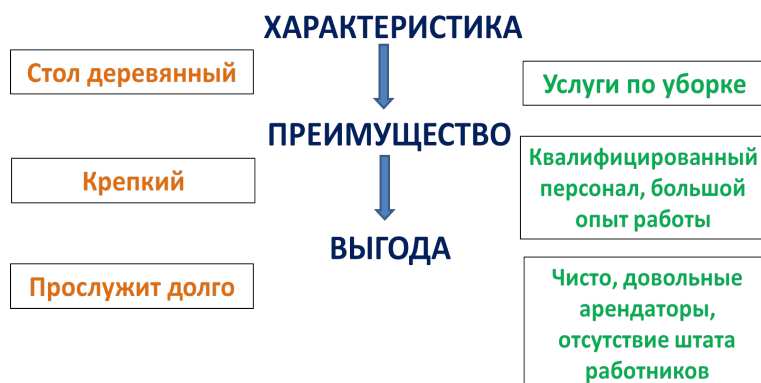 ХАРАКТЕРИСТИКА
Стол деревянный
Услуги по уборке
ПРЕИМУЩЕСТВО
Крепкий
Квалифицированный
персонал, большой
опыт работы
ВЫГОДА
Прослужит долго
Чисто, довольные
арендаторы,
отсутствие штата
работников